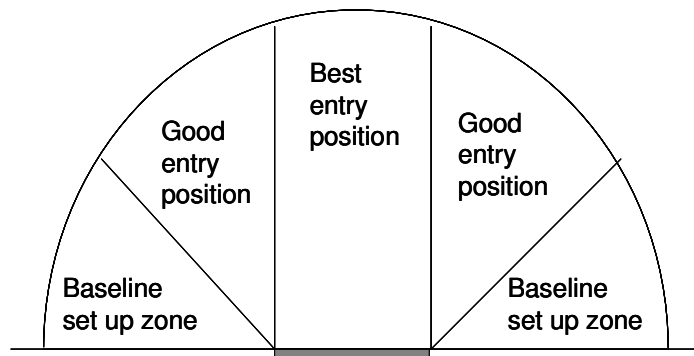 Best
entry
position
Good
entry
position
Good
entry
position
Baseline
set up zone
Baseline
set up zone